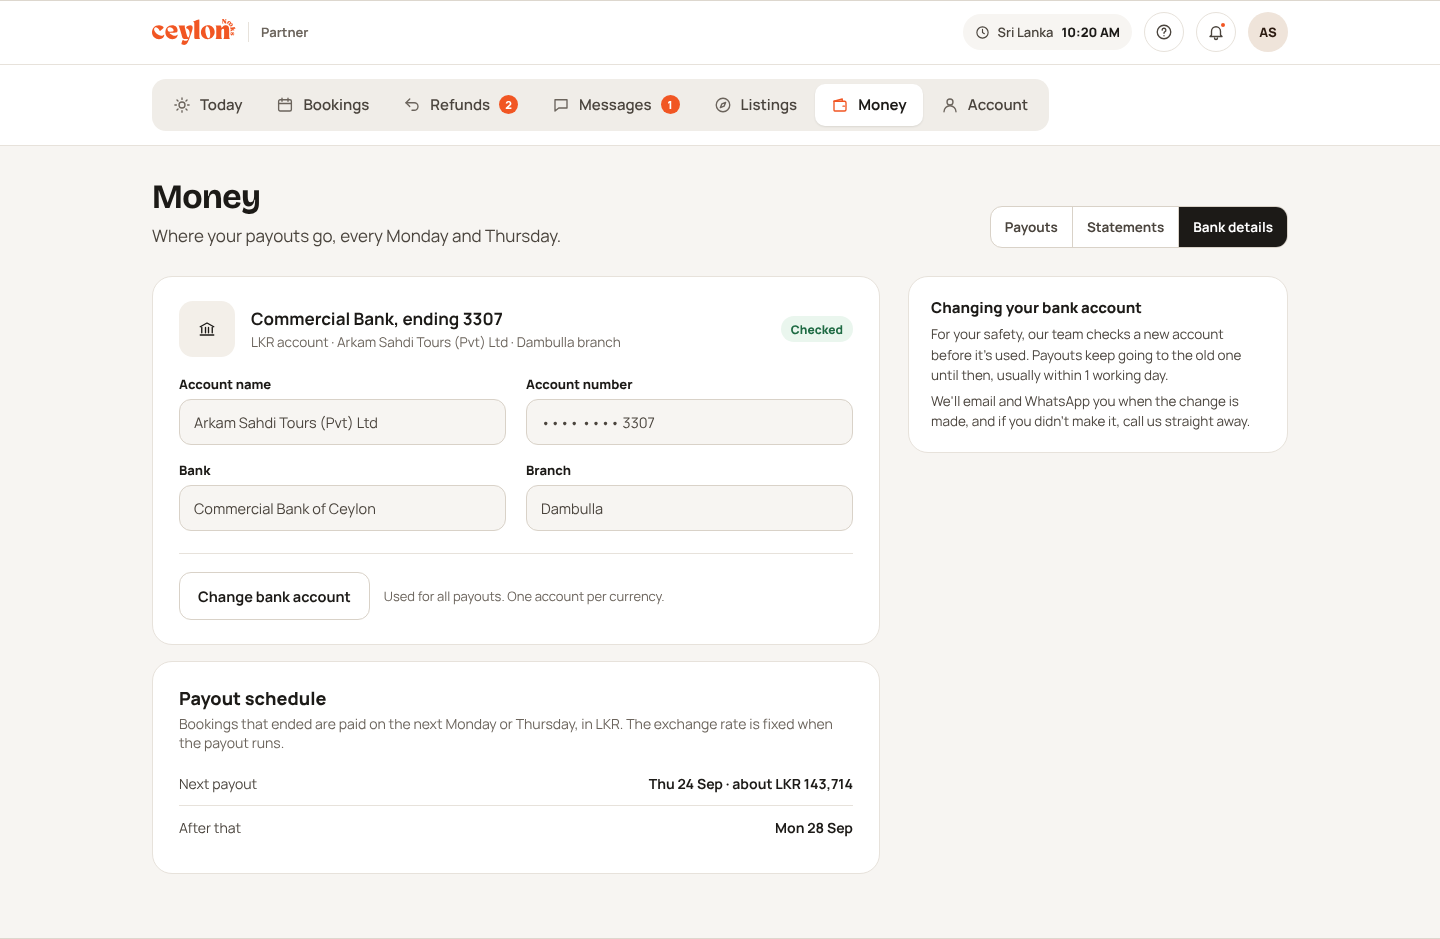 ceylon
Partner
Sri Lanka 10:20 AM
AS
Today
Bookings
Refunds 2
Messages 1
Listings
Money
Account
Money
Where your payouts go, every Monday and Thursday.
Payouts
Statements
Bank details
Commercial Bank, ending 3307
LKR account · Arkam Sahdi Tours (Pvt) Ltd · Dambulla branch
Checked
Account name
Arkam Sahdi Tours (Pvt) Ltd
Account number
•••• •••• 3307
Bank
Commercial Bank of Ceylon
Branch
Dambulla
Change bank account
Used for all payouts. One account per currency.
Changing your bank account
For your safety, our team checks a new account
before it's used. Payouts keep going to the old one
until then, usually within 1 working day.
We'll email and WhatsApp you when the change is
made, and if you didn't make it, call us straight away.
Payout schedule
Bookings that ended are paid on the next Monday or Thursday, in LKR. The exchange rate is fixed when
the payout runs.
Next payout
Thu 24 Sep · about LKR 143,714
After that
Mon 28 Sep